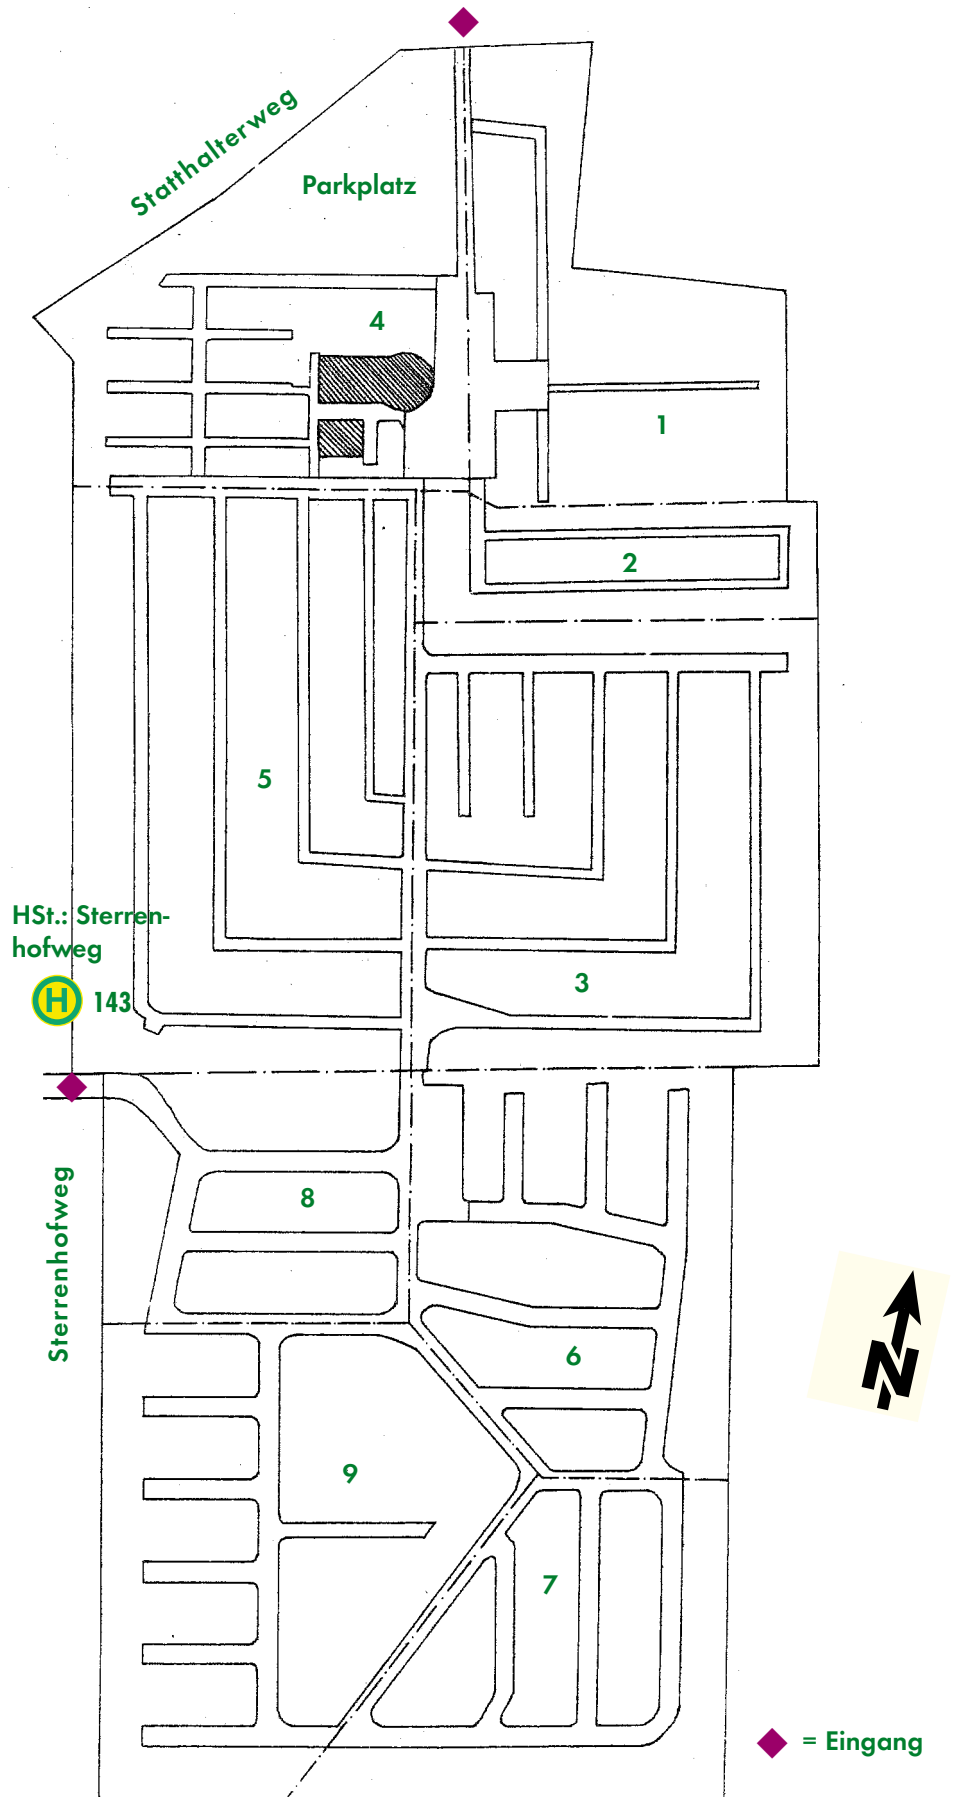 Statthalterweg
Parkplatz
4
1
2
5
HSt.: Sterren-
hofweg
3
H 143
Sterrenhofweg
8
6
N
9
7
= Eingang